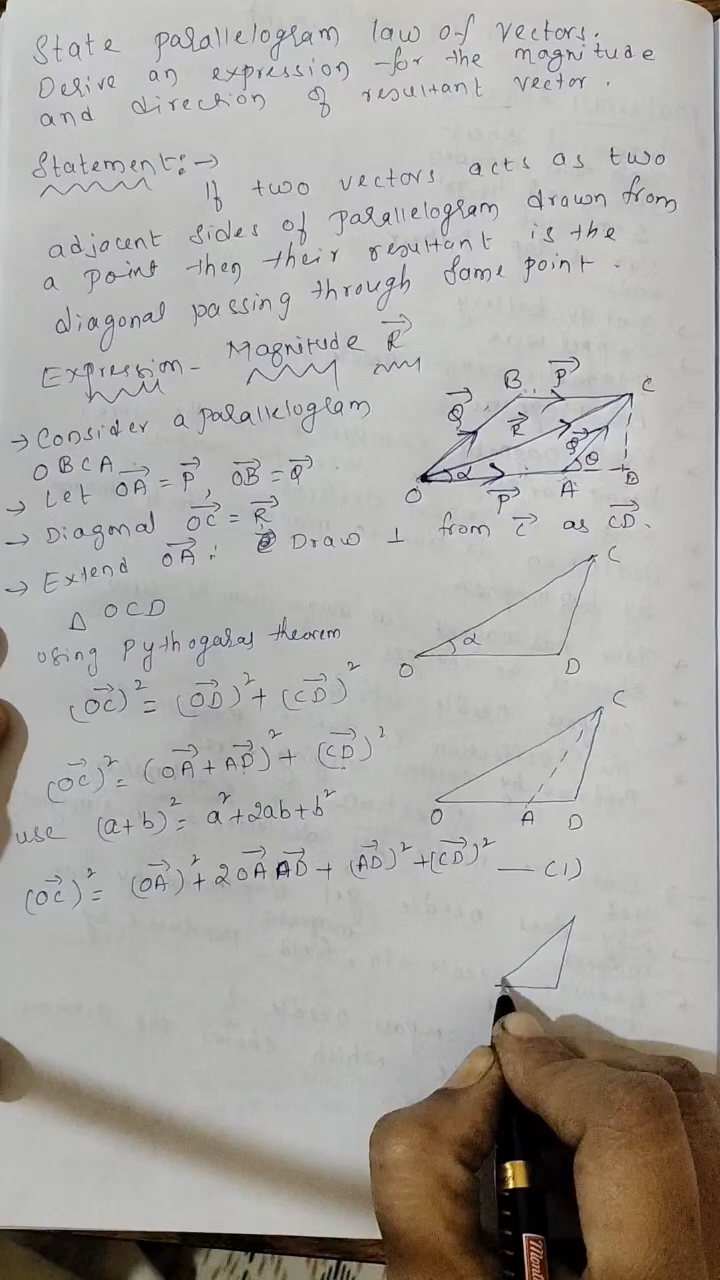 State parallelogram law of vectors.
Derive an expression for the magnitude
and direction of resultant vector.
Statement:→
If two vectors acts as two
adjacent sides of parallelogram drawn from
a point then their resultant is the
diagonal passing through same point.
Expression- Magnitude R⃗
→ Consider a parallelogram
OBCA
→ Let OA⃗ = P⃗, OB⃗ = Q⃗
→ Diagonal OC⃗ = R⃗
→ Extend OA⃗. Draw ⊥ from C⃗ as CD⃗.
B P⃗ C
Q⃗ R⃗ Q⃗
O α P⃗ A θ D
Δ OCD
using Pythogaras theorem
C
O α D
(OC⃗)² = (OD⃗)² + (CD⃗)²
(OC⃗)² = (OA⃗ + AD⃗)² + (CD⃗)²
C
O A D
use (a+b)² = a² + 2ab + b²
(OC⃗)² = (OA⃗)² + 2 OA⃗ AD⃗ + (AD⃗)² + (CD⃗)² — (1)